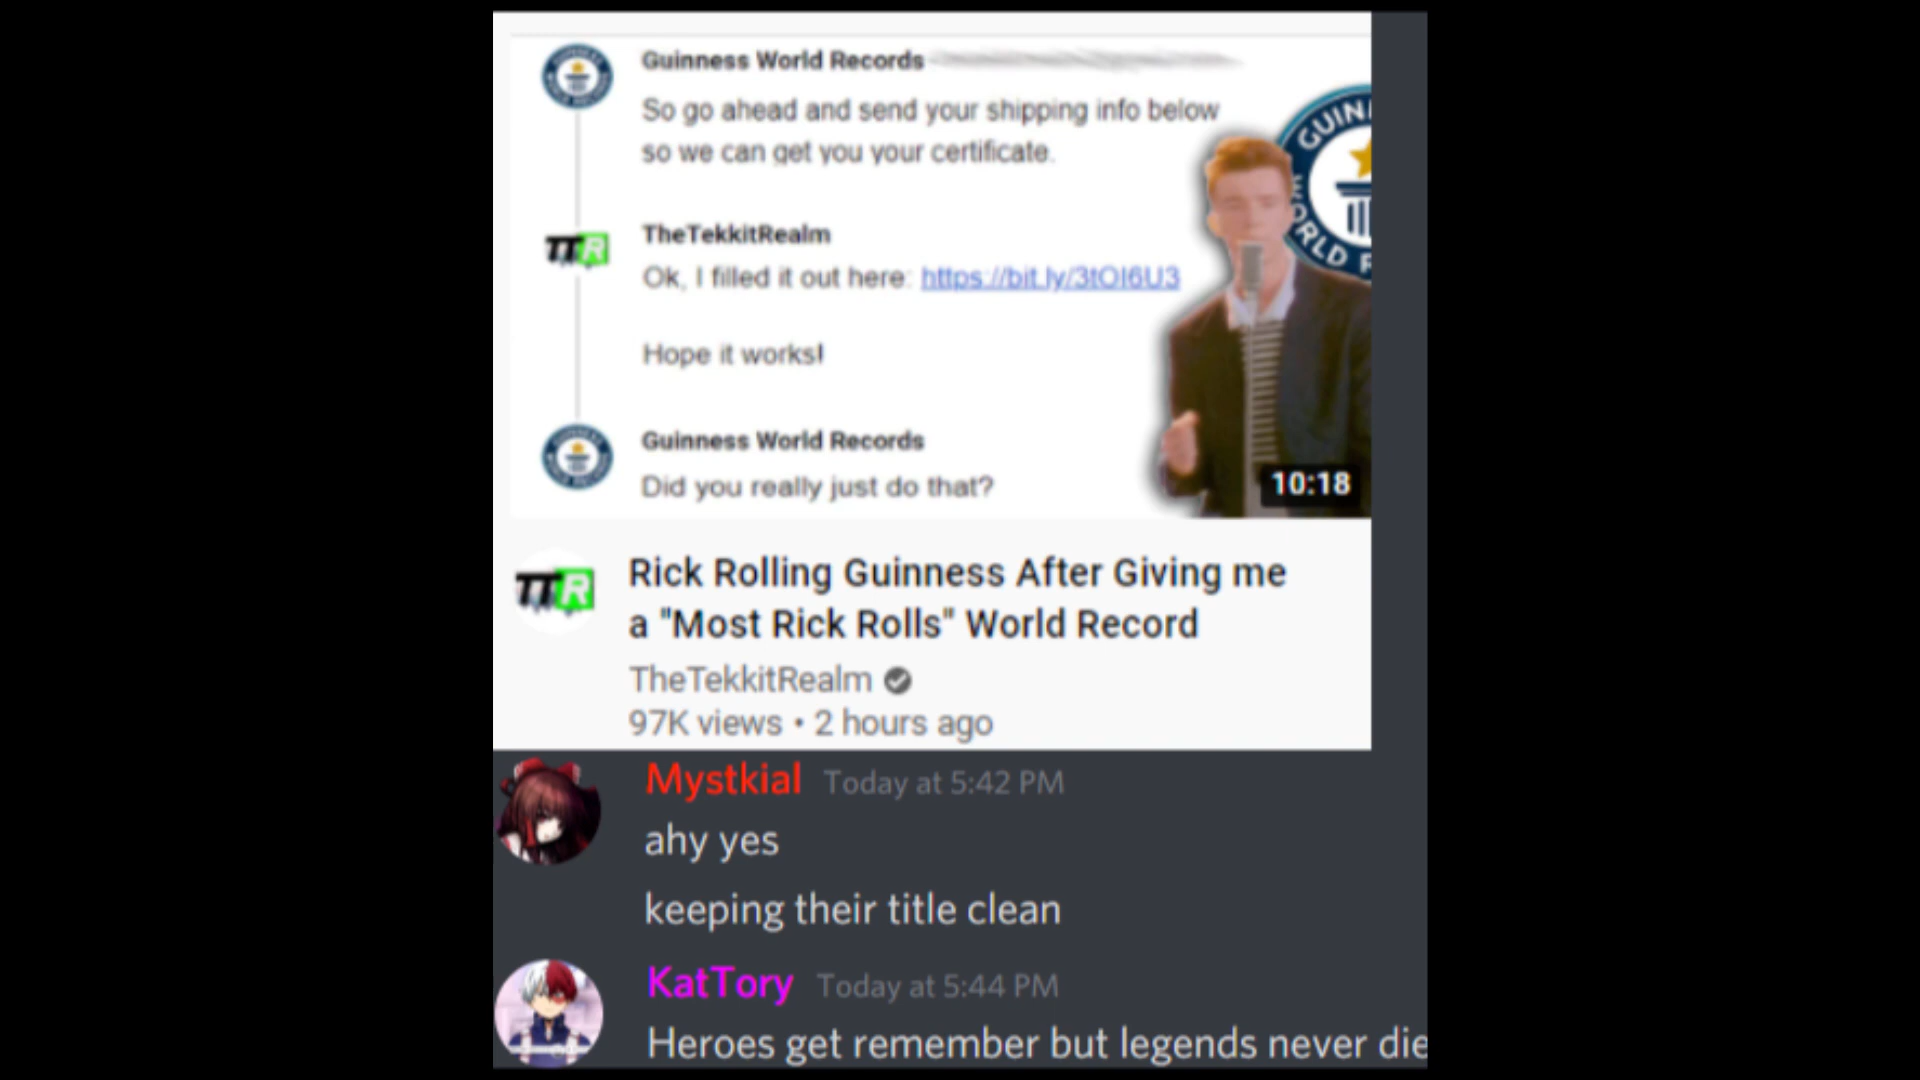 Guinness World Records
So go ahead and send your shipping info below
so we can get you your certificate.
GUIN
WORLD R
TTR
TheTekkitRealm
Ok, I filled it out here: https://bit.ly/3tOI6U3
Hope it works!
Guinness World Records
Did you really just do that?
10:18
TTR
Rick Rolling Guinness After Giving me
a "Most Rick Rolls" World Record
TheTekkitRealm
97K views • 2 hours ago
Mystkial Today at 5:42 PM
ahy yes
keeping their title clean
KatTory Today at 5:44 PM
Heroes get remember but legends never die